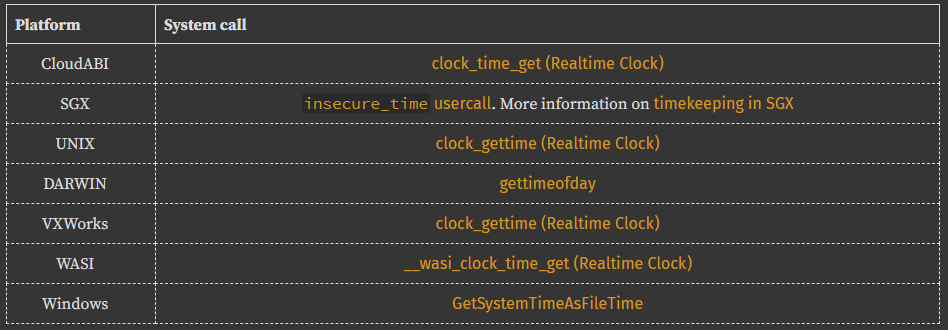 Platform System call
CloudABI clock_time_get (Realtime Clock)
SGX insecure_time usercall. More information on timekeeping in SGX
UNIX clock_gettime (Realtime Clock)
DARWIN gettimeofday
VXWorks clock_gettime (Realtime Clock)
WASI __wasi_clock_time_get (Realtime Clock)
Windows GetSystemTimeAsFileTime